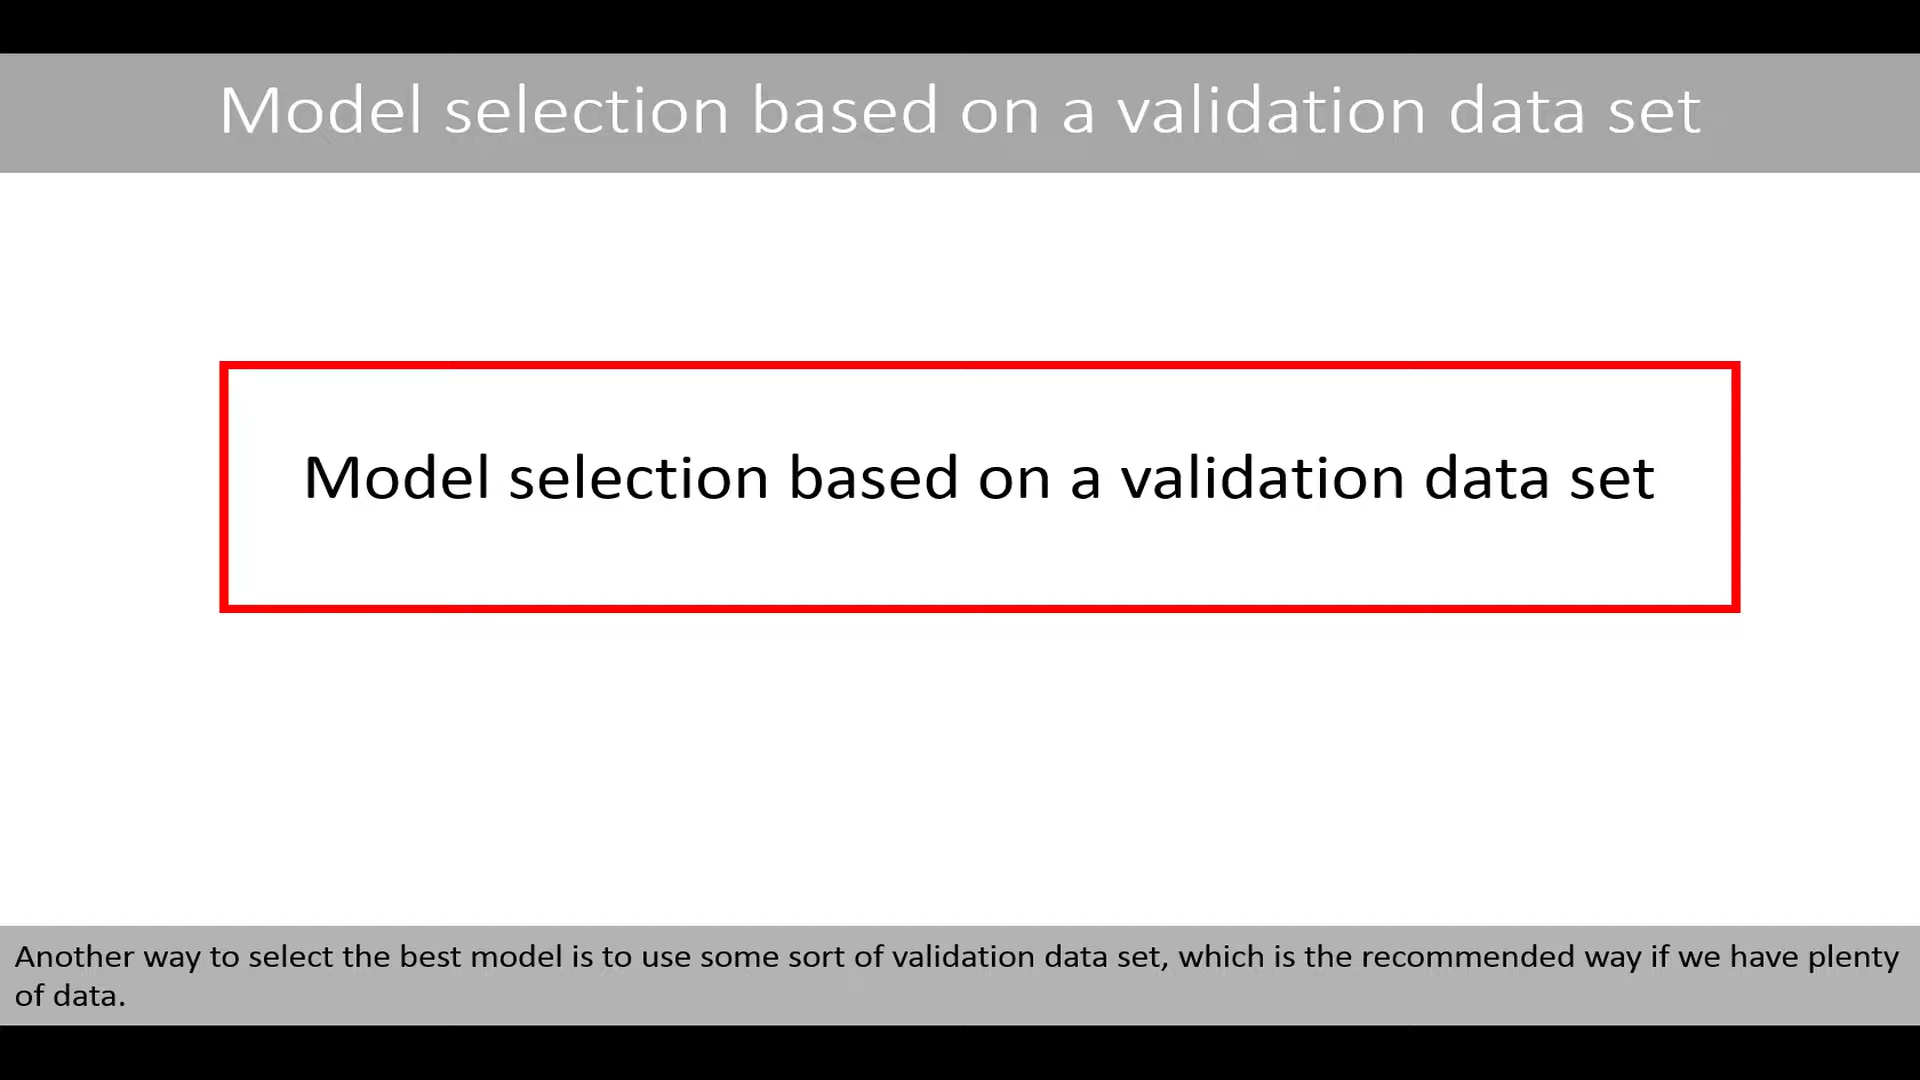 Model selection based on a validation data set
Model selection based on a validation data set
Another way to select the best model is to use some sort of validation data set, which is the recommended way if we have plenty
of data.